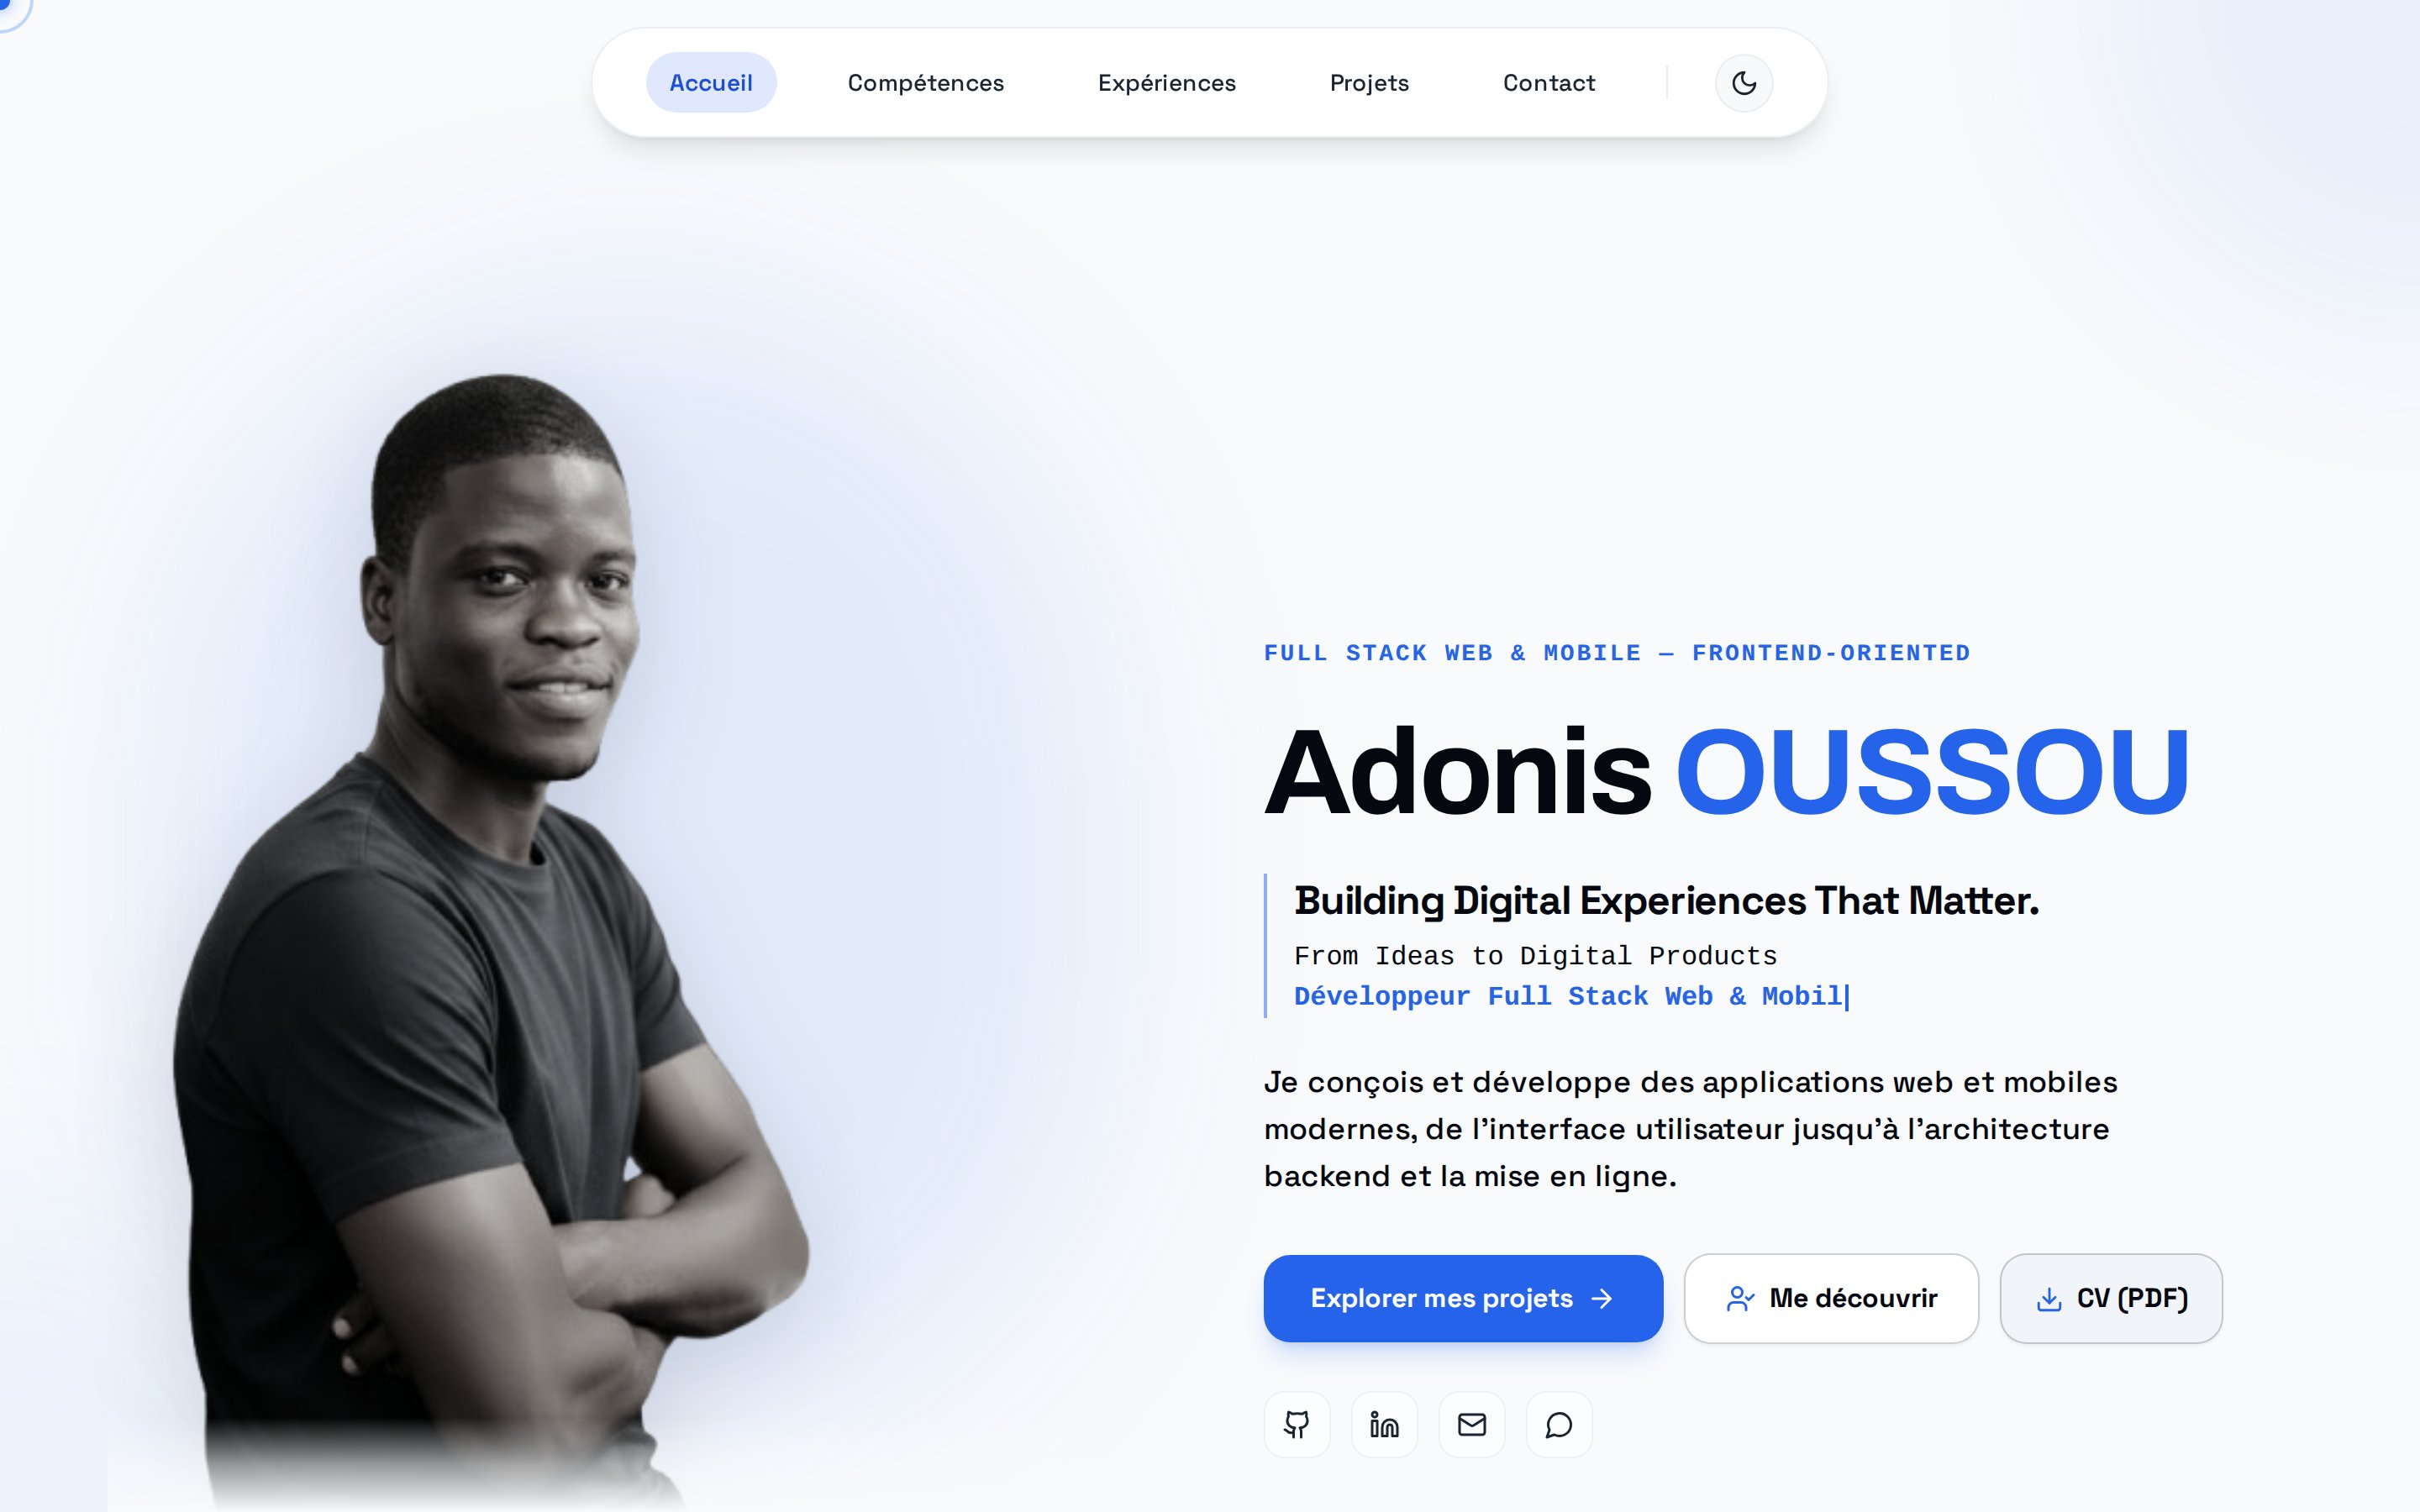 Accueil
Compétences
Expériences
Projets
Contact
FULL STACK WEB & MOBILE — FRONTEND-ORIENTED
Adonis OUSSOU
Building Digital Experiences That Matter.
From Ideas to Digital Products
Développeur Full Stack Web & Mobil
Je conçois et développe des applications web et mobiles
modernes, de l’interface utilisateur jusqu’à l’architecture
backend et la mise en ligne.
Explorer mes projets →
Me découvrir
CV (PDF)